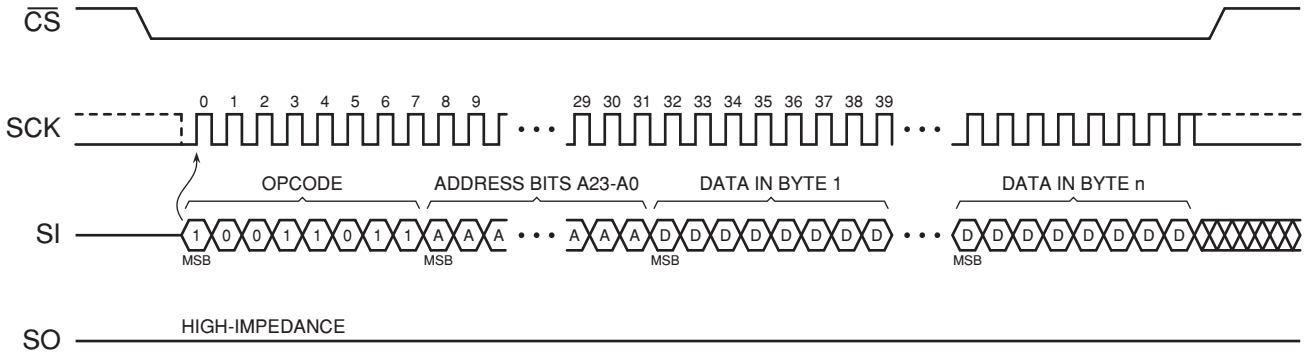 CS
0 1 2 3 4 5 6 7 8 9 29 30 31 32 33 34 35 36 37 38 39
SCK
OPCODE ADDRESS BITS A23-A0 DATA IN BYTE 1 DATA IN BYTE n
SI 1 0 0 1 1 0 1 1 A A A A A A D D D D D D D D D D D D D D D D
MSB MSB MSB MSB
HIGH-IMPEDANCE
SO